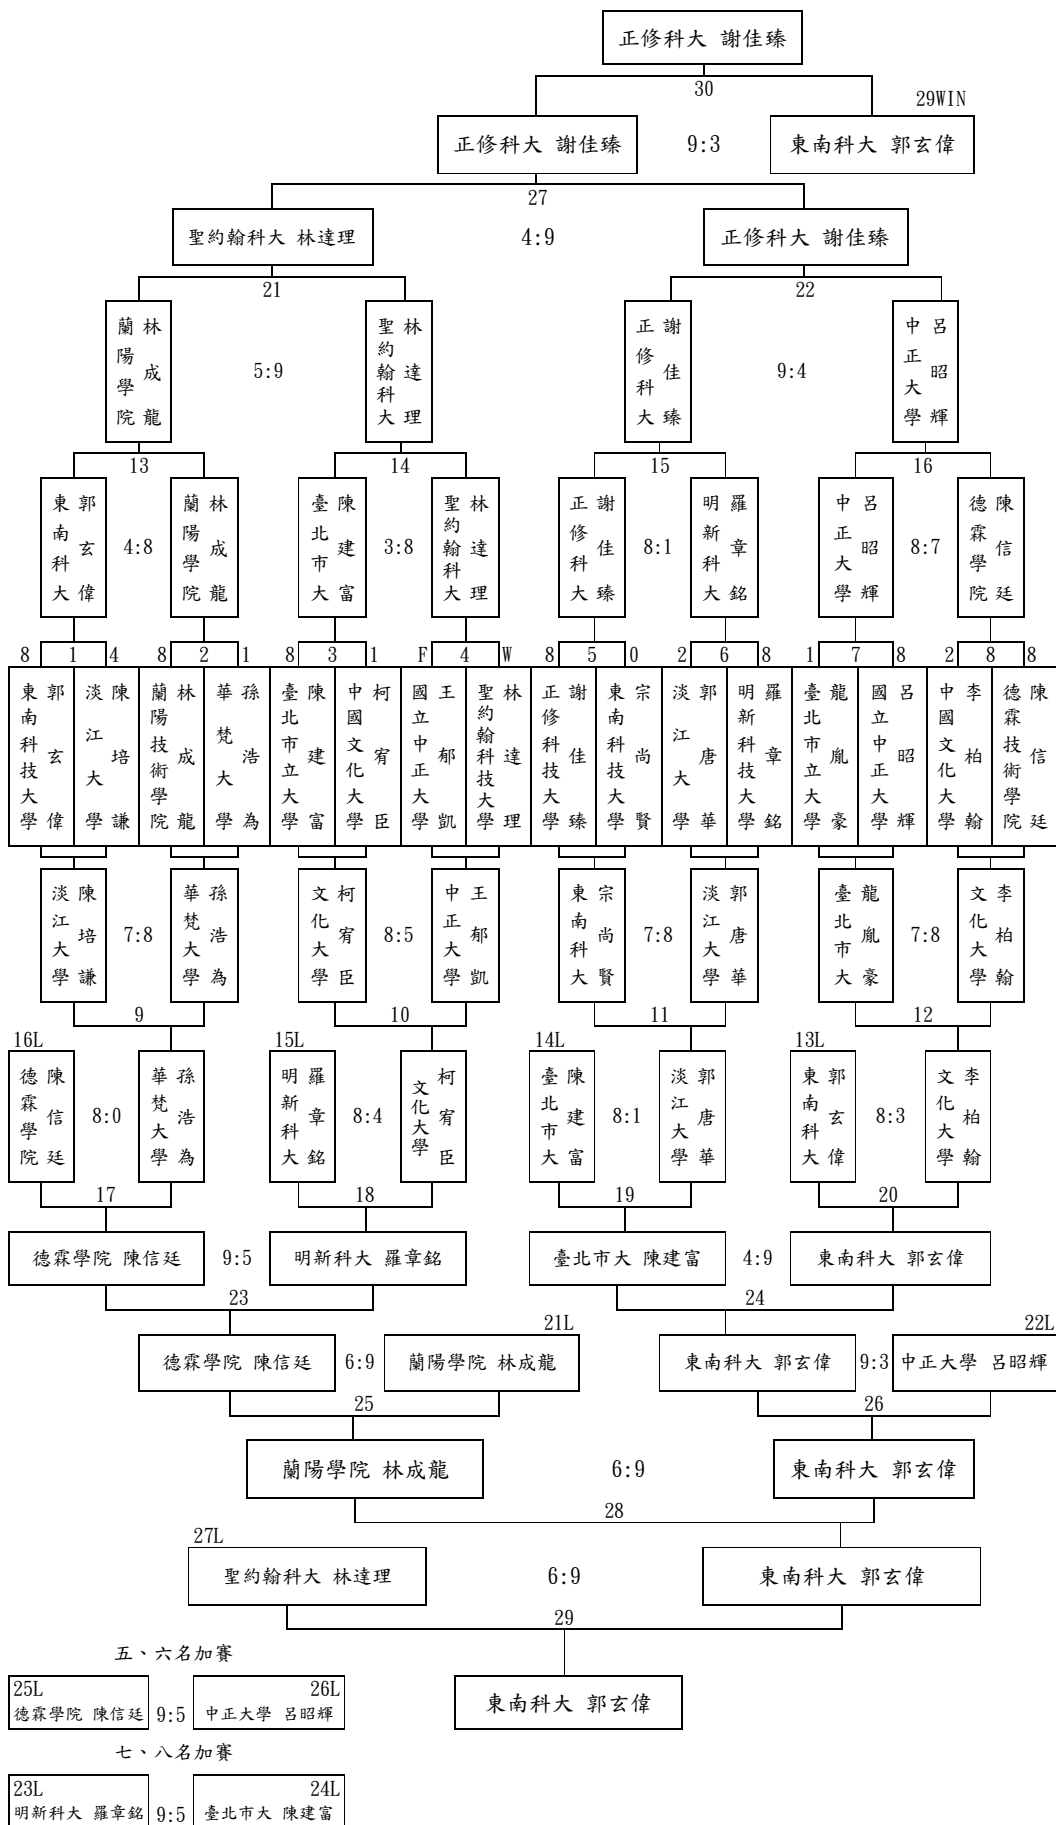 正修科大 謝佳臻
30
29WIN
正修科大 謝佳臻 9:3 東南科大 郭玄偉
27
聖約翰科大 林達理 4:9 正修科大 謝佳臻
21 22
蘭陽學院 林成龍 5:9 聖約翰科大 林達理 正修科大 謝佳臻 9:4 中正大學 呂昭輝
13 14 15 16
東南科大 郭玄偉 4:8 蘭陽學院 林成龍 臺北市大 陳建富 3:8 聖約翰科大 林達理 正修科大 謝佳臻 8:1 明新科大 羅章銘 中正大學 呂昭輝 8:7 德霖學院 陳信廷
8 1 4 8 2 1 8 3 1 F 4 W 8 5 0 2 6 8 1 7 8 2 8 8
東南科技大學 郭玄偉
淡江大學 陳培謙
蘭陽技術學院 林成龍
華梵大學 孫浩為
臺北市立大學 陳建富
中國文化大學 柯宥臣
國立中正大學 王郁凱
聖約翰科技大學 林達理
正修科技大學 謝佳臻
東南科技大學 宗尚賢
淡江大學 郭唐華
明新科技大學 羅章銘
臺北市立大學 龍胤豪
國立中正大學 呂昭輝
中國文化大學 李柏翰
德霖技術學院 陳信廷
淡江大學 陳培謙 7:8 華梵大學 孫浩為 文化大學 柯宥臣 8:5 中正大學 王郁凱 東南科大 宗尚賢 7:8 淡江大學 郭唐華 臺北市大 龍胤豪 7:8 文化大學 李柏翰
9 10 11 12
16L 15L 14L 13L
德霖學院 陳信廷 8:0 華梵大學 孫浩為 明新科大 羅章銘 8:4 文化大學 柯宥臣 臺北市大 陳建富 8:1 淡江大學 郭唐華 東南科大 郭玄偉 8:3 文化大學 李柏翰
17 18 19 20
德霖學院 陳信廷 9:5 明新科大 羅章銘 臺北市大 陳建富 4:9 東南科大 郭玄偉
23 24
21L 22L
德霖學院 陳信廷 6:9 蘭陽學院 林成龍 東南科大 郭玄偉 9:3 中正大學 呂昭輝
25 26
蘭陽學院 林成龍 6:9 東南科大 郭玄偉
28
27L
聖約翰科大 林達理 6:9 東南科大 郭玄偉
29
東南科大 郭玄偉
五、六名加賽
25L 26L
德霖學院 陳信廷 9:5 中正大學 呂昭輝
七、八名加賽
23L 24L
明新科大 羅章銘 9:5 臺北市大 陳建富